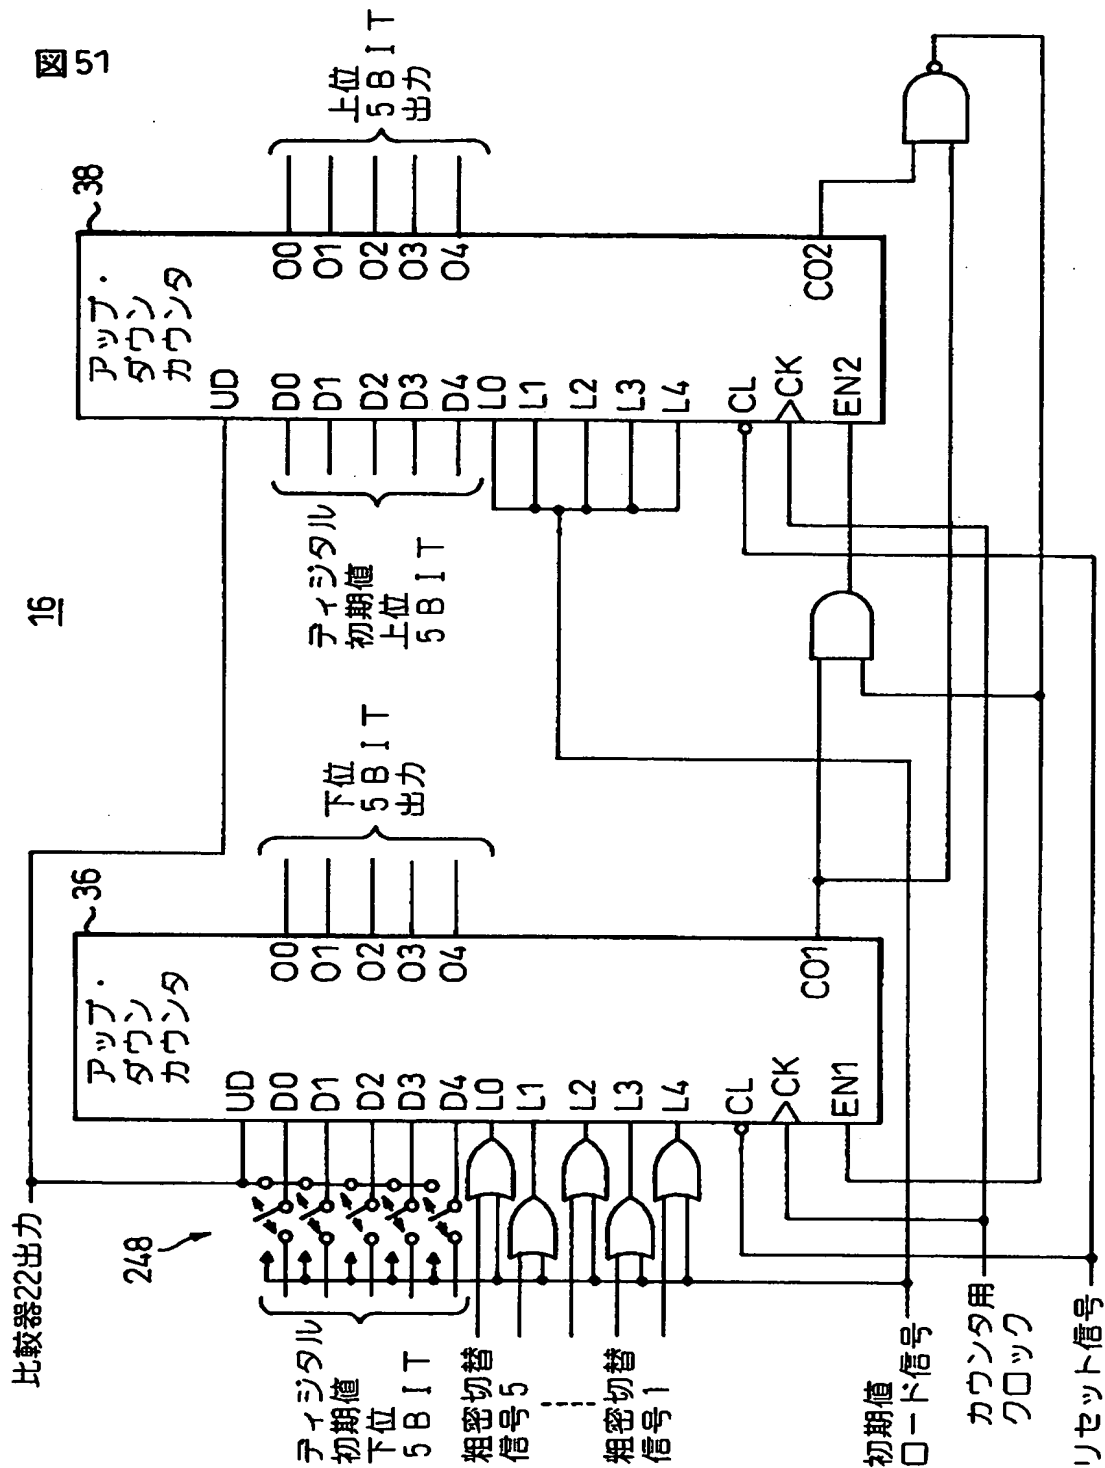 図51
16
比較器22出力
248
36
アップ・
ダウン
カウンタ
UD
D0
D1
D2
D3
D4
L0
L1
L2
L3
L4
CL
CK
EN1
O0
O1
O2
O3
O4
CO1
下位
5BIT
出力
ディジタル
初期値
下位
5BIT
粗密切替
信号5
粗密切替
信号1
初期値
ロード信号
カウンタ用
クロック
リセット信号
38
アップ・
ダウン
カウンタ
UD
D0
D1
D2
D3
D4
L0
L1
L2
L3
L4
CL
CK
EN2
O0
O1
O2
O3
O4
CO2
上位
5BIT
出力
ディジタル
初期値
上位
5BIT